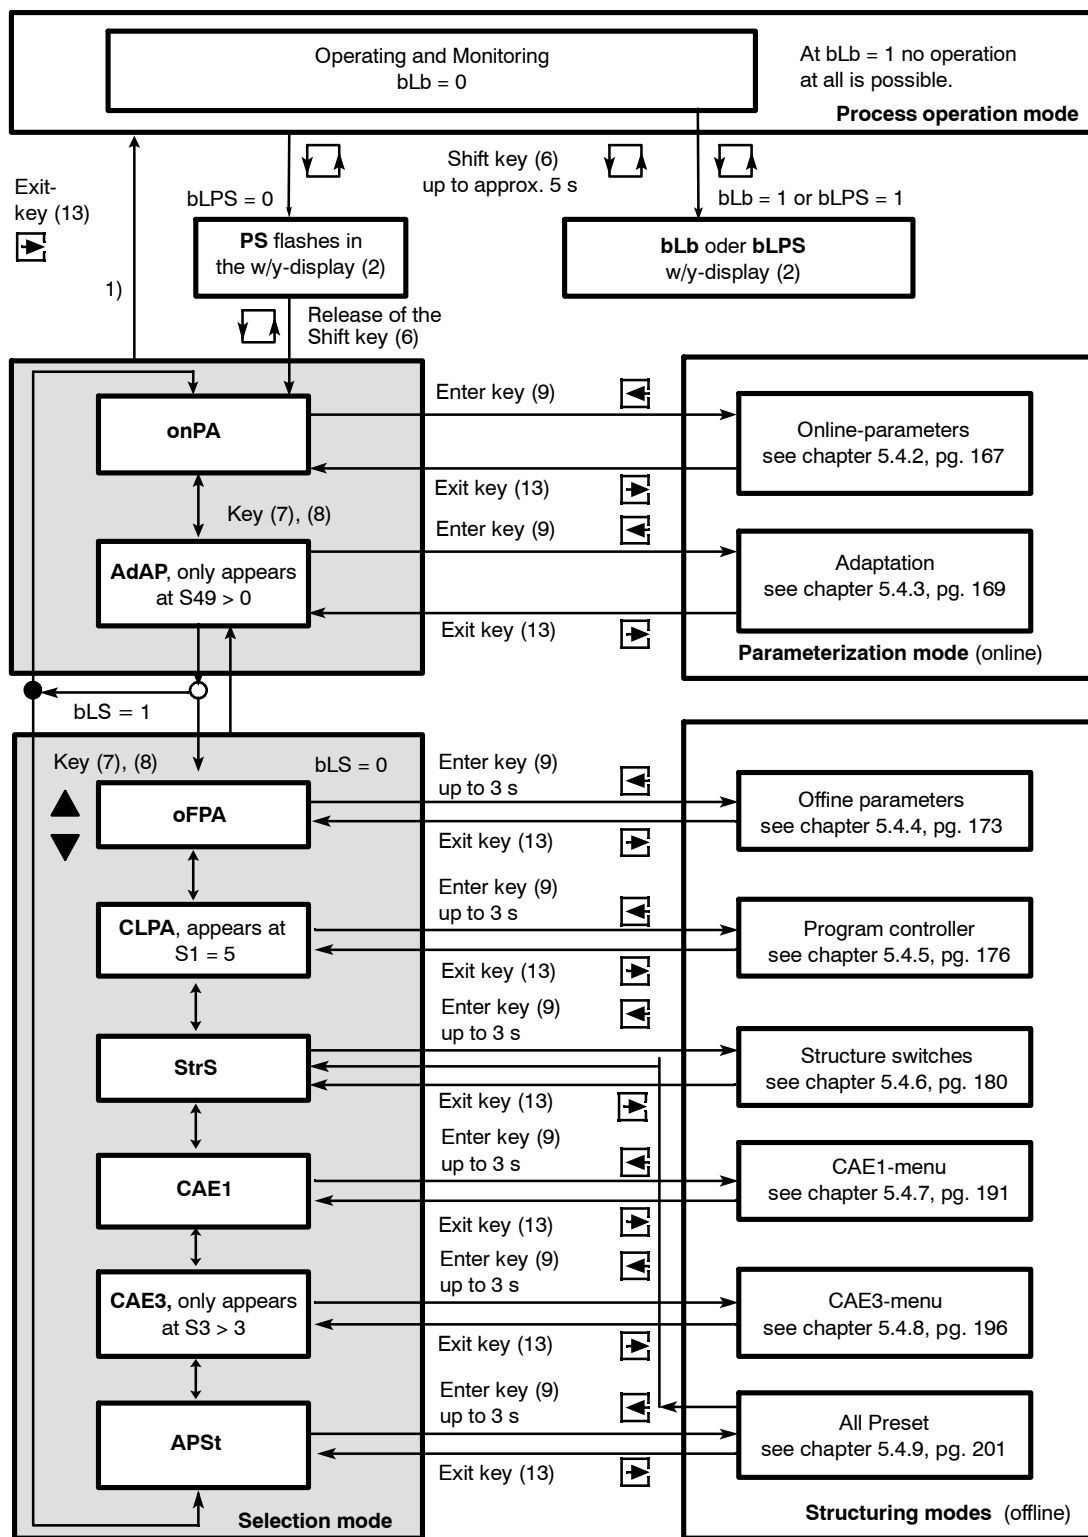 Operating and Monitoring
bLb = 0
At bLb = 1 no operation
at all is possible.
Process operation mode
Exit-
key (13)
1)
bLPS = 0
Shift key (6)
up to approx. 5 s
bLb = 1 or bLPS = 1
PS flashes in
the w/y-display (2)
bLb oder bLPS
w/y-display (2)
Release of the
Shift key (6)
onPA
Enter key (9)
Online-parameters
see chapter 5.4.2, pg. 167
Exit key (13)
Key (7), (8)
Enter key (9)
AdAP, only appears
at S49 > 0
Adaptation
see chapter 5.4.3, pg. 169
Exit key (13)
Parameterization mode (online)
bLS = 1
Key (7), (8)
bLS = 0
Enter key (9)
up to 3 s
oFPA
Offine parameters
see chapter 5.4.4, pg. 173
Exit key (13)
Enter key (9)
up to 3 s
CLPA, appears at
S1 = 5
Program controller
see chapter 5.4.5, pg. 176
Exit key (13)
Enter key (9)
up to 3 s
StrS
Structure switches
see chapter 5.4.6, pg. 180
Exit key (13)
Enter key (9)
up to 3 s
CAE1
CAE1-menu
see chapter 5.4.7, pg. 191
Exit key (13)
Enter key (9)
up to 3 s
CAE3, only appears
at S3 > 3
CAE3-menu
see chapter 5.4.8, pg. 196
Exit key (13)
Enter key (9)
up to 3 s
APSt
All Preset
see chapter 5.4.9, pg. 201
Exit key (13)
Selection mode
Structuring modes (offline)